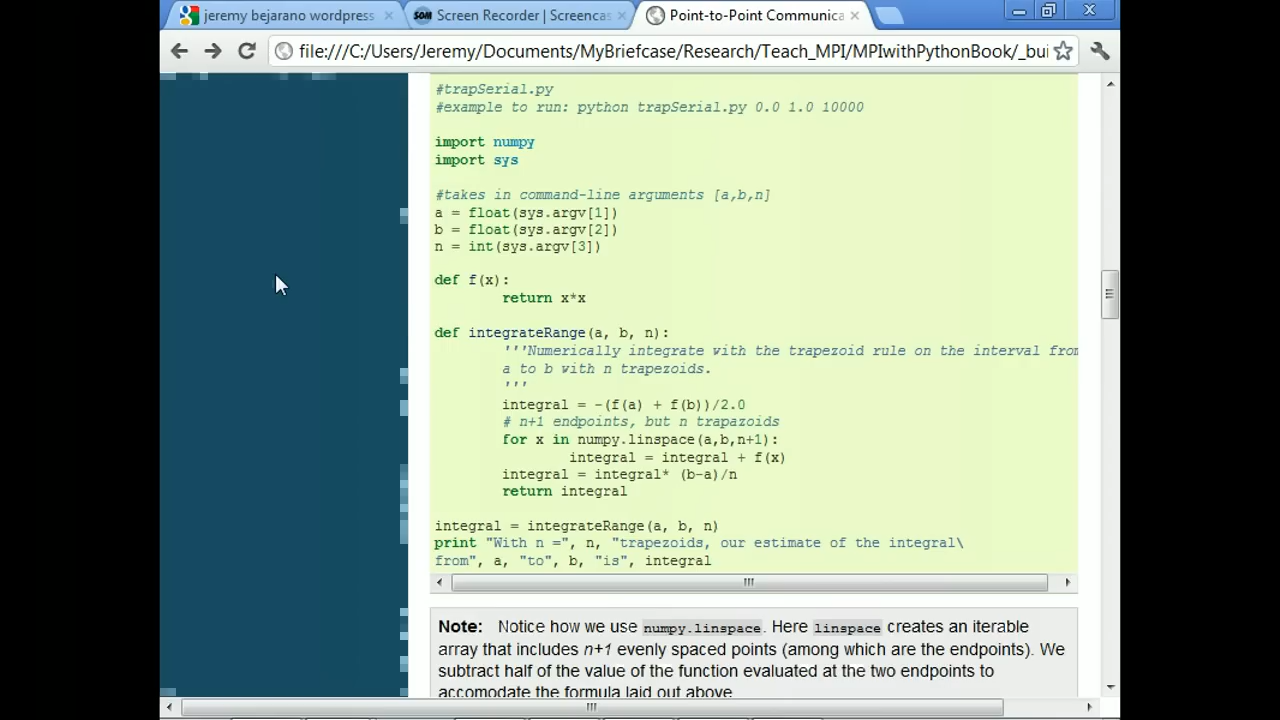 jeremy bejarano wordpress
SOM Screen Recorder | Screencas
Point-to-Point Communica
file:///C:/Users/Jeremy/Documents/MyBriefcase/Research/Teach_MPI/MPIwithPythonBook/_bui
#trapSerial.py
#example to run: python trapSerial.py 0.0 1.0 10000
import numpy
import sys
#takes in command-line arguments [a,b,n]
a = float(sys.argv[1])
b = float(sys.argv[2])
n = int(sys.argv[3])
def f(x):
return x*x
def integrateRange(a, b, n):
'''Numerically integrate with the trapezoid rule on the interval from
a to b with n trapezoids.
'''
integral = -(f(a) + f(b))/2.0
# n+1 endpoints, but n trapazoids
for x in numpy.linspace(a,b,n+1):
integral = integral + f(x)
integral = integral* (b-a)/n
return integral
integral = integrateRange(a, b, n)
print "With n =", n, "trapezoids, our estimate of the integral\
from", a, "to", b, "is", integral
Note: Notice how we use numpy.linspace. Here linspace creates an iterable
array that includes n+1 evenly spaced points (among which are the endpoints). We
subtract half of the value of the function evaluated at the two endpoints to
accomodate the formula laid out above